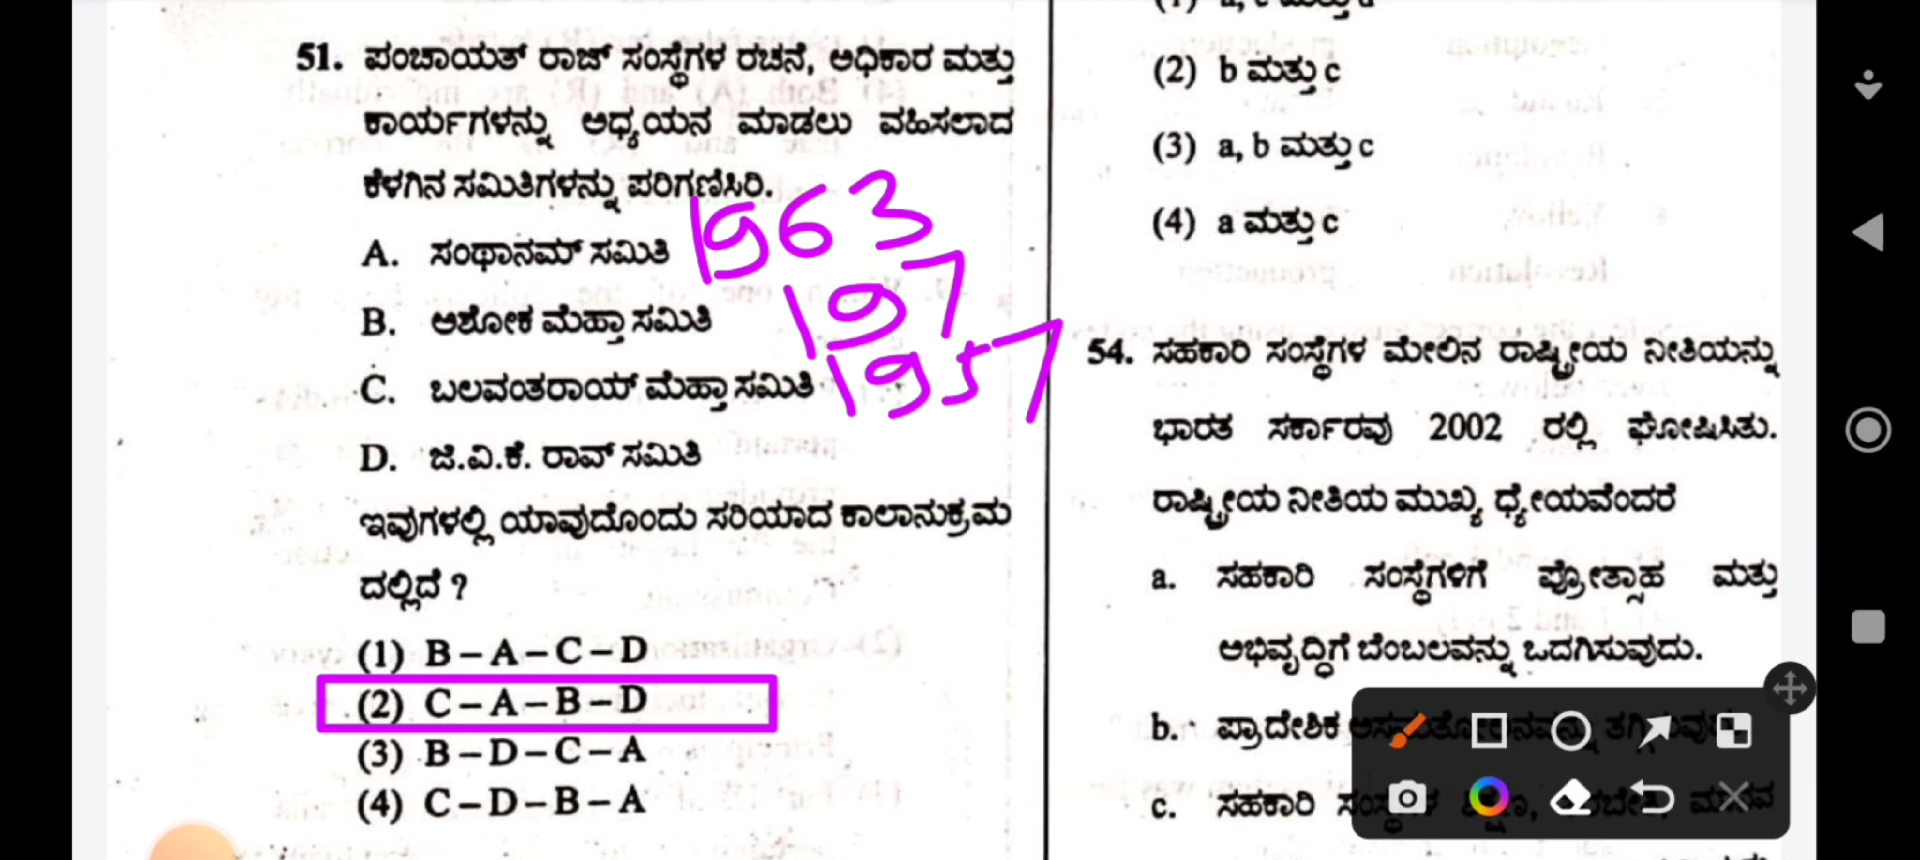 51. ಪಂಚಾಯತ್ ರಾಜ್ ಸಂಸ್ಥೆಗಳ ರಚನೆ, ಅಧಿಕಾರ ಮತ್ತು
ಕಾರ್ಯಗಳನ್ನು ಅಧ್ಯಯನ ಮಾಡಲು ವಹಿಸಲಾದ
ಕೆಳಗಿನ ಸಮಿತಿಗಳನ್ನು ಪರಿಗಣಿಸಿರಿ.
A. ಸಂಥಾನಮ್ ಸಮಿತಿ 1963
B. ಅಶೋಕ ಮೆಹ್ತಾ ಸಮಿತಿ 197
C. ಬಲವಂತರಾಯ್ ಮೆಹ್ತಾ ಸಮಿತಿ 1957
D. ಜಿ.ವಿ.ಕೆ. ರಾವ್ ಸಮಿತಿ
ಇವುಗಳಲ್ಲಿ ಯಾವುದೊಂದು ಸರಿಯಾದ ಕಾಲಾನುಕ್ರಮ
ದಲ್ಲಿದೆ ?
(1) B – A – C – D
(2) C – A – B – D
(3) B – D – C – A
(4) C – D – B – A
(2) b ಮತ್ತು c
(3) a, b ಮತ್ತು c
(4) a ಮತ್ತು c
54. ಸಹಕಾರಿ ಸಂಸ್ಥೆಗಳ ಮೇಲಿನ ರಾಷ್ಟ್ರೀಯ ನೀತಿಯನ್ನು
ಭಾರತ ಸರ್ಕಾರವು 2002 ರಲ್ಲಿ ಘೋಷಿಸಿತು.
ರಾಷ್ಟ್ರೀಯ ನೀತಿಯ ಮುಖ್ಯ ಧ್ಯೇಯವೆಂದರೆ
a. ಸಹಕಾರಿ ಸಂಸ್ಥೆಗಳಿಗೆ ಪ್ರೋತ್ಸಾಹ ಮತ್ತು
ಅಭಿವೃದ್ಧಿಗೆ ಬೆಂಬಲವನ್ನು ಒದಗಿಸುವುದು.
b. ಪ್ರಾದೇಶಿಕ
c. ಸಹಕಾರಿ